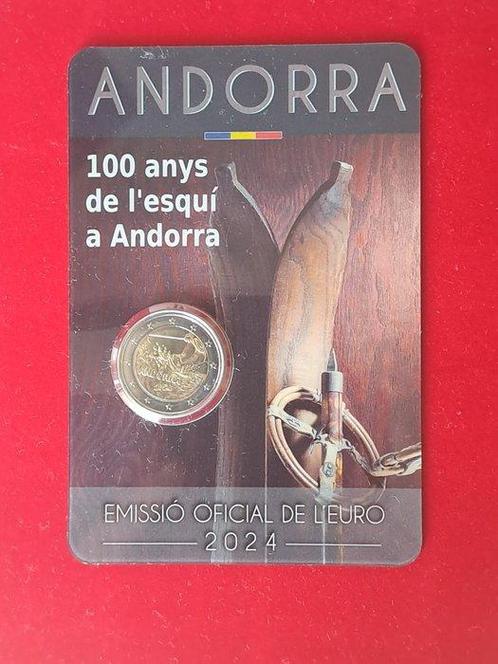 ANDORRA
100 anys
de l'esquí
a Andorra
EMISSIÓ OFICIAL DE L'EURO
2024